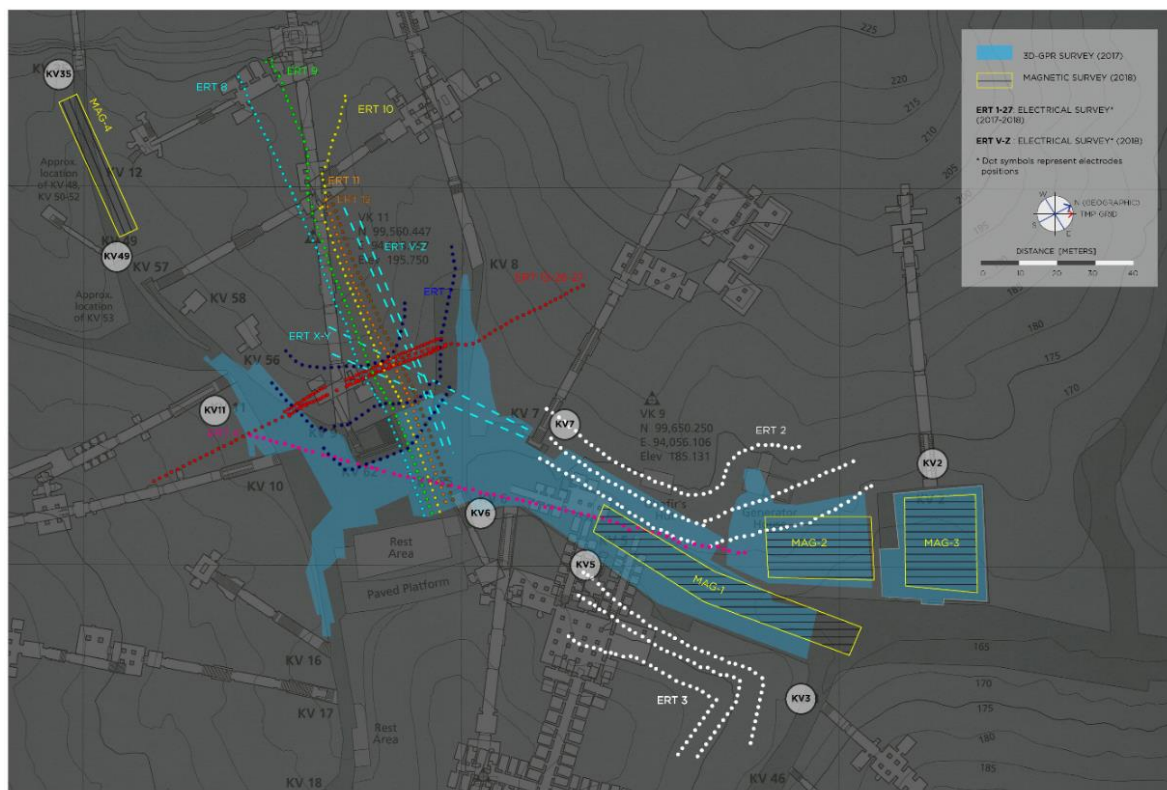 225
3D-GPR SURVEY (2017)
MAGNETIC SURVEY (2018)
ERT 1-27: ELECTRICAL SURVEY*
(2017-2018)
ERT V-Z : ELECTRICAL SURVEY* (2018)
* Dot symbols represent electrodes
positions
W
N (GEOGRAPHIC)
TMP GRID
S
E
DISTANCE [METERS]
0 10 20 30 40
220
215
210
205
200
195
185
180
175
170
KV35
MAG-4
ERT 8
ERT 9
ERT 10
Approx.
location
of KV 48,
KV 50-52
KV 12
ERT 11
VK 11
N 99,560.447
195.750
ERT V-Z
KV49
KV 57
KV 8
Approx.
location
of KV 53
KV 58
ERT X-Y
KV 56
KV11
KV 10
KV 7
KV7
VK 9
N 99,650.250
E 94,056.106
Elev 185.131
ERT 2
KV2
KV6
Rest
Area
Paved Platform
KV5
MAG-1
MAG-2
MAG-3
Generator
KV 16
KV 17
KV 18
Rest
Area
ERT 3
KV3
KV 46
165
170
175
180
185